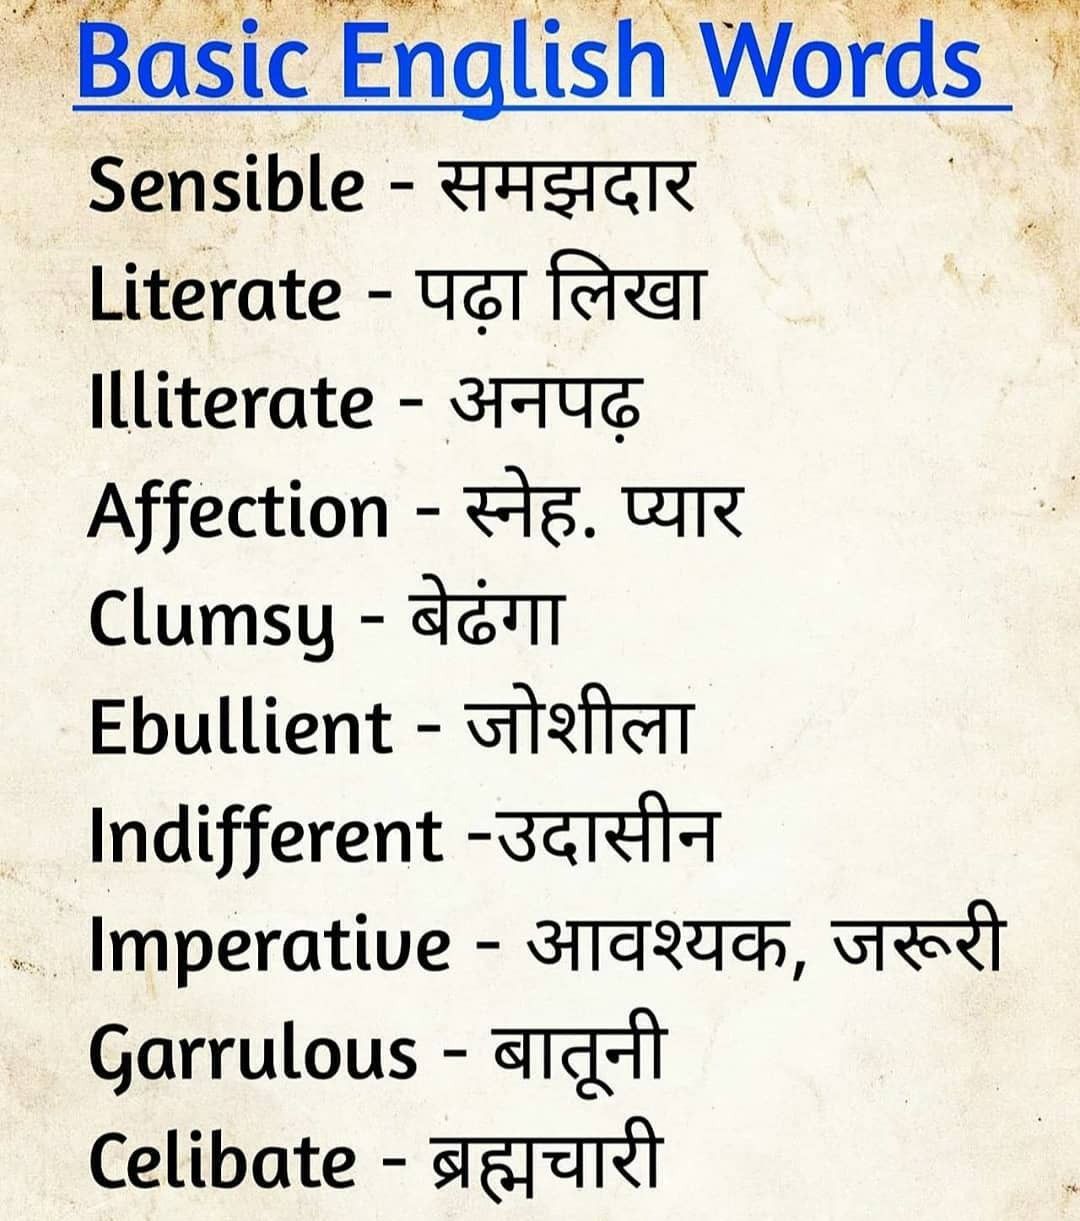 Basic English Words
Sensible - समझदार
Literate - पढ़ा लिखा
Illiterate - अनपढ़
Affection - स्नेह. प्यार
Clumsy - बेढंगा
Ebullient - जोशीला
Indifferent -उदासीन
Imperative - आवश्यक, जरूरी
Garrulous - बातूनी
Celibate - ब्रह्मचारी